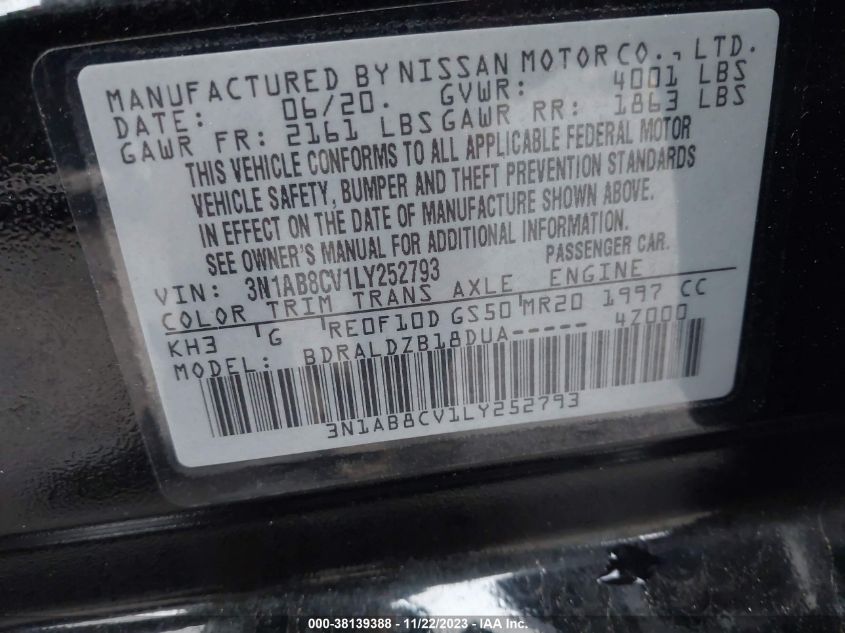 MANUFACTURED BY NISSAN MOTOR CO., LTD.
DATE: 06/20. GVWR: 4001 LBS
GAWR FR: 2161 LBS GAWR RR: 1863 LBS
THIS VEHICLE CONFORMS TO ALL APPLICABLE FEDERAL MOTOR
VEHICLE SAFETY, BUMPER AND THEFT PREVENTION STANDARDS
IN EFFECT ON THE DATE OF MANUFACTURE SHOWN ABOVE.
SEE OWNER'S MANUAL FOR ADDITIONAL INFORMATION.
VIN: 3N1AB8CV1LY252793 PASSENGER CAR.
COLOR TRIM TRANS AXLE ENGINE
KH3 G RE0F10D GS50 MR20 1997 CC
MODEL: BDRALDZB18DUA----- 4Z000
3N1AB8CV1LY252793
000-38139388 - 11/22/2023 - © IAA Inc.